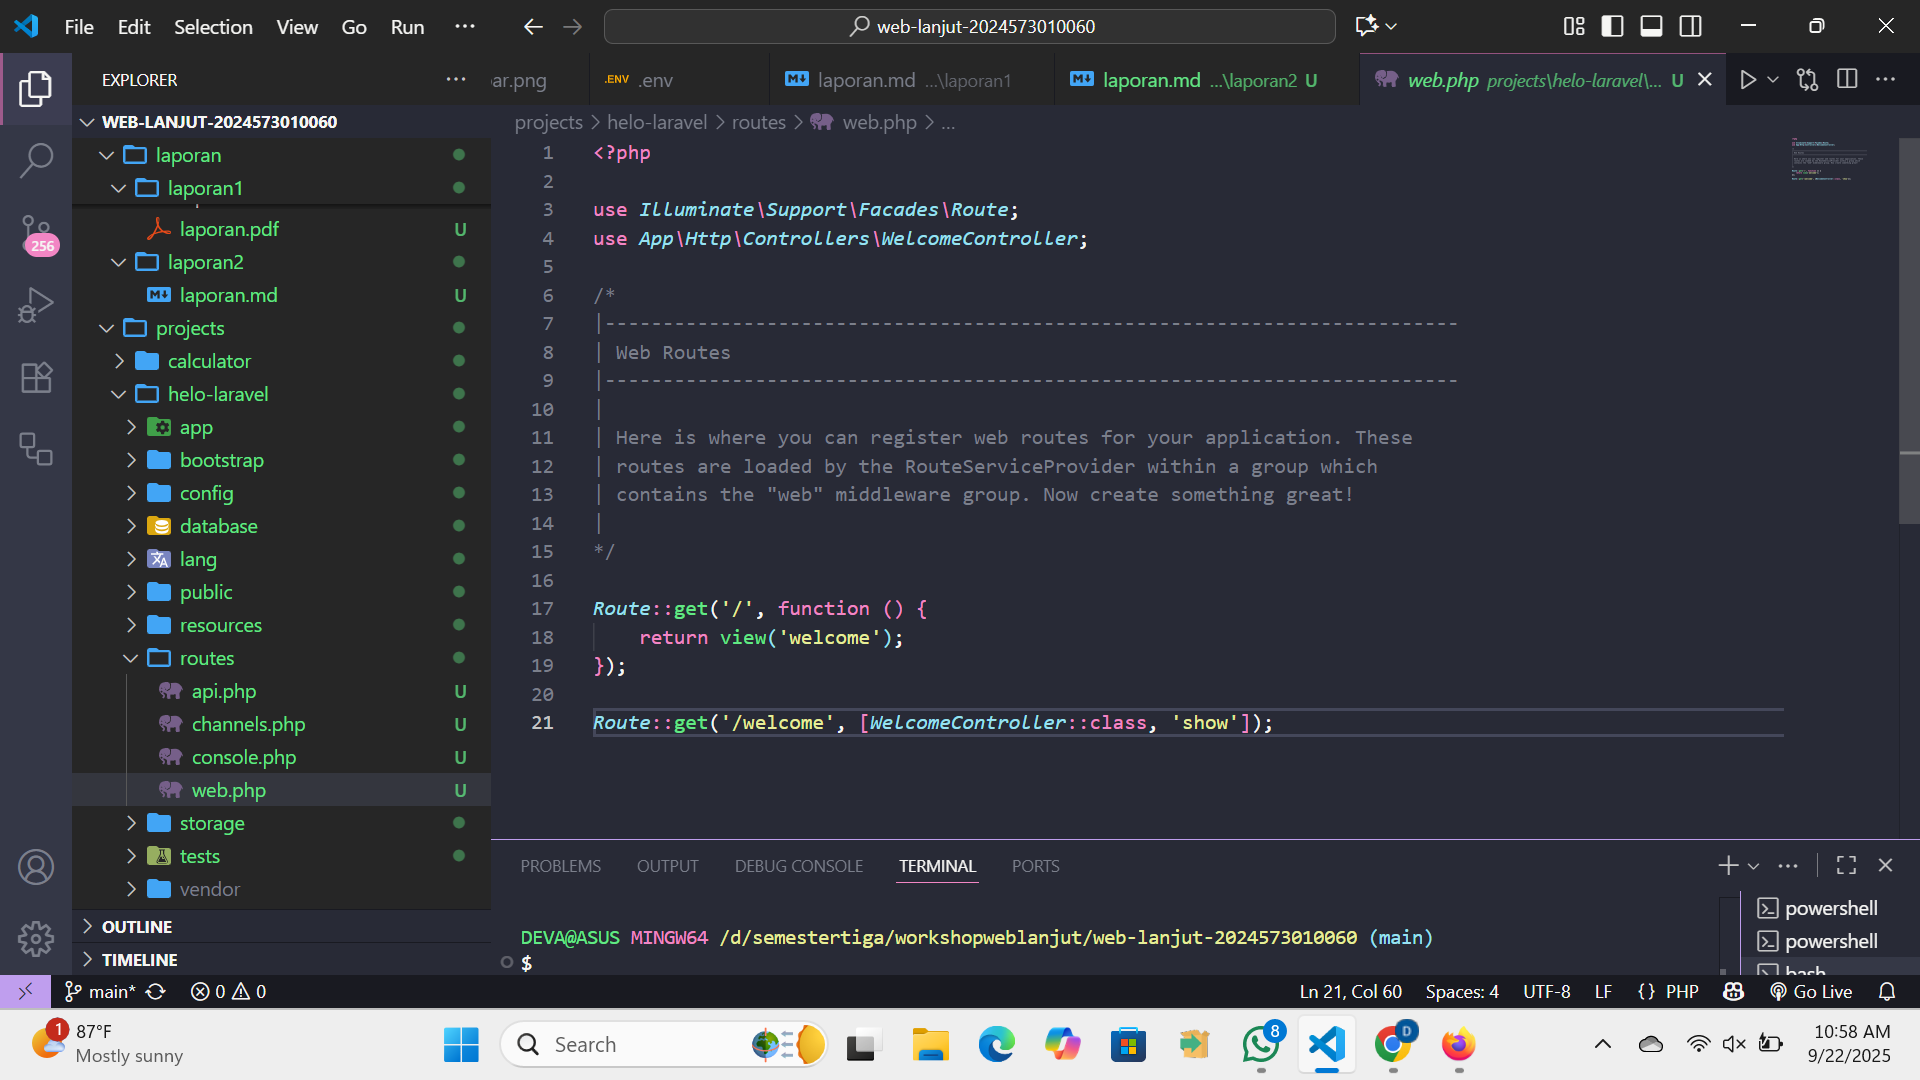 File Edit Selection View Go Run ...
web-lanjut-2024573010060
EXPLORER
ar.png
.ENV .env
laporan.md ...\laporan1
laporan.md ...\laporan2 U
web.php projects\helo-laravel\... U
WEB-LANJUT-2024573010060
projects > helo-laravel > routes > web.php > ...
laporan
laporan1
laporan.pdf U
laporan2
laporan.md U
projects
calculator
helo-laravel
app
bootstrap
config
database
lang
public
resources
routes
api.php U
channels.php U
console.php U
web.php U
storage
tests
vendor
OUTLINE
TIMELINE
256
1 <?php
2
3 use Illuminate\Support\Facades\Route;
4 use App\Http\Controllers\WelcomeController;
5
6 /*
7 |--------------------------------------------------------------------------
8 | Web Routes
9 |--------------------------------------------------------------------------
10 |
11 | Here is where you can register web routes for your application. These
12 | routes are loaded by the RouteServiceProvider within a group which
13 | contains the "web" middleware group. Now create something great!
14 |
15 */
16
17 Route::get('/', function () {
18     return view('welcome');
19 });
20
21 Route::get('/welcome', [WelcomeController::class, 'show']);
PROBLEMS OUTPUT DEBUG CONSOLE TERMINAL PORTS
DEVA@ASUS MINGW64 /d/semestertiga/workshopweblanjut/web-lanjut-2024573010060 (main)
$
powershell
powershell
bash
main* 0 0
Ln 21, Col 60 Spaces: 4 UTF-8 LF {} PHP Go Live
1
87°F
Mostly sunny
Search
8
D
10:58 AM
9/22/2025